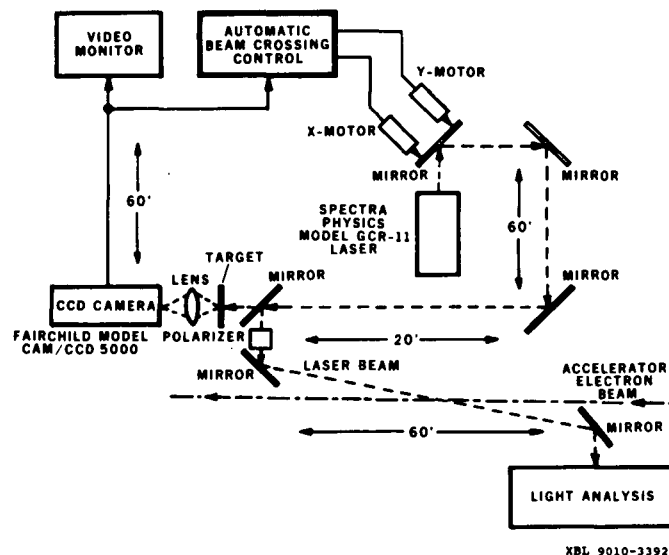 VIDEO
MONITOR
AUTOMATIC
BEAM CROSSING
CONTROL
Y-MOTOR
X-MOTOR
MIRROR
MIRROR
60'
SPECTRA
PHYSICS
MODEL GCR-11
LASER
60'
TARGET
LENS
MIRROR
MIRROR
CCD CAMERA
FAIRCHILD MODEL
CAM/CCD 5000
POLARIZER
20'
MIRROR
LASER BEAM
ACCELERATOR
ELECTRON
BEAM
60'
MIRROR
LIGHT ANALYSIS
XBL 9010-3392